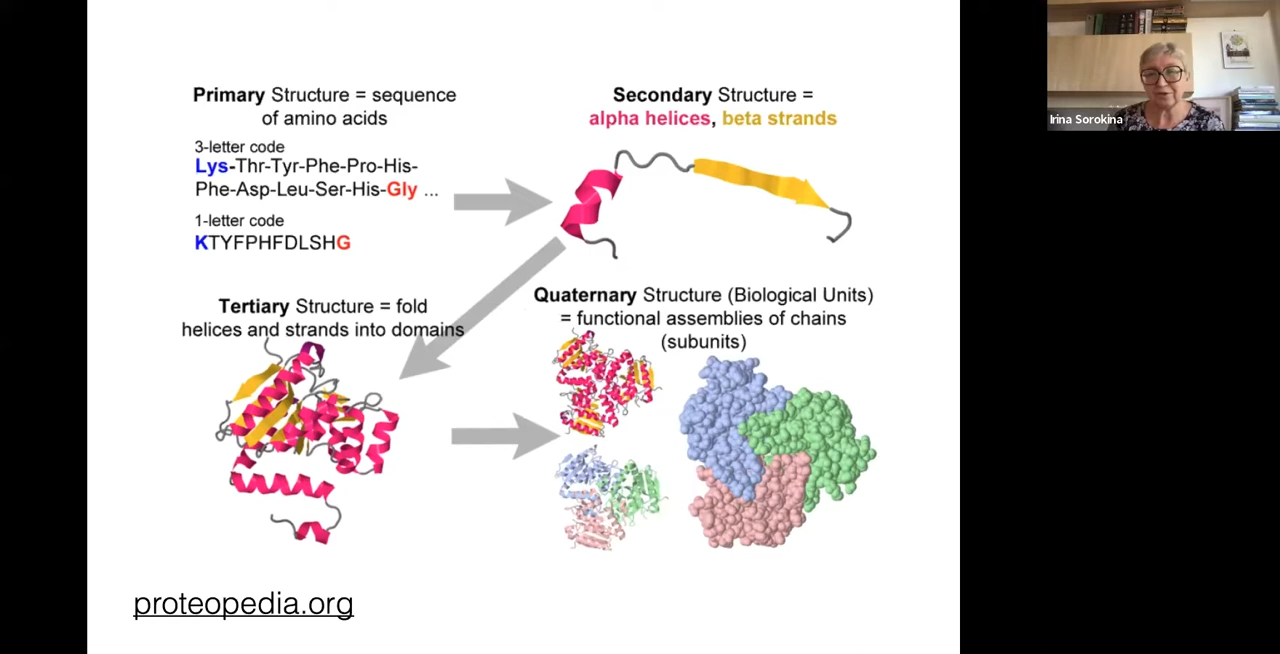 Primary Structure = sequence
of amino acids
3-letter code
Lys-Thr-Tyr-Phe-Pro-His-
Phe-Asp-Leu-Ser-His-Gly ...
1-letter code
KTYFPHFDLSHG
Secondary Structure =
alpha helices, beta strands
Tertiary Structure = fold
helices and strands into domains
Quaternary Structure (Biological Units)
= functional assemblies of chains
(subunits)
proteopedia.org
Irina Sorokina